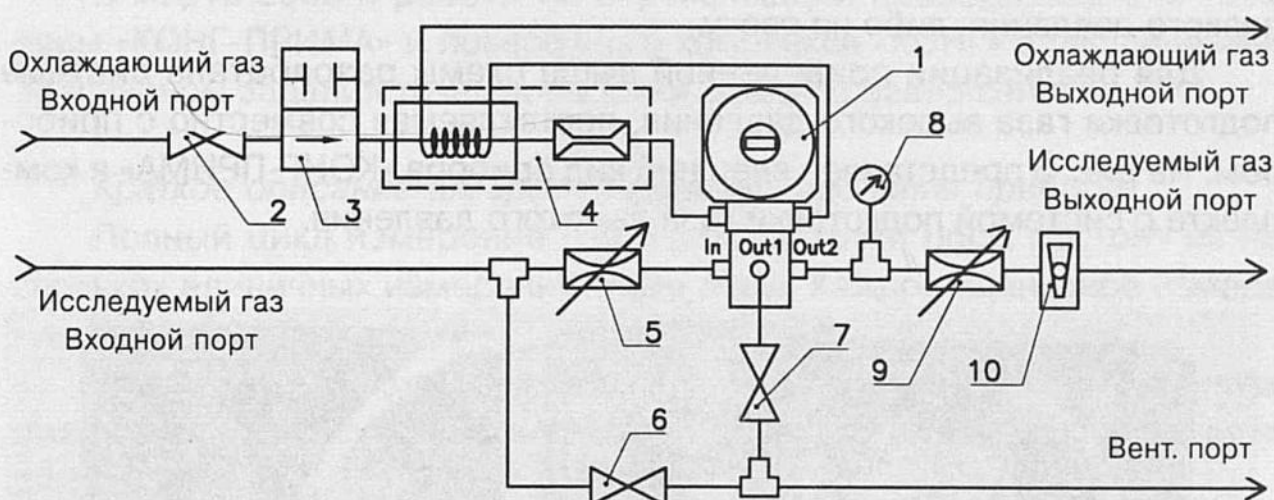 Охлаждающий газ
Входной порт
1
Охлаждающий газ
Выходной порт
8
Исследуемый газ
Выходной порт
2
3
4
In
Out1
Out2
Исследуемый газ
Входной порт
5
7
9
10
6
Вент. порт